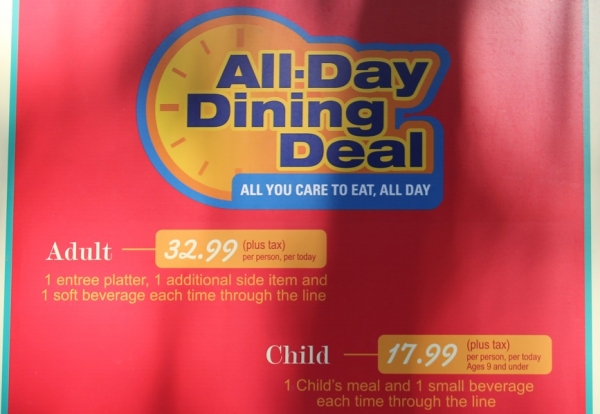 All-Day
Dining
Deal
ALL YOU CARE TO EAT, ALL DAY
Adult 32.99 (plus tax)
per person, per today
1 entree platter, 1 additional side item and
1 soft beverage each time through the line
Child 17.99 (plus tax)
per person, per today
Ages 9 and under
1 Child's meal and 1 small beverage
each time through the line